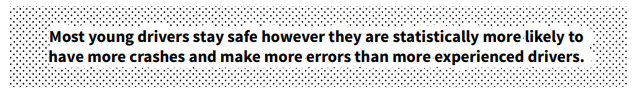 Most young drivers stay safe however they are statistically more likely to
have more crashes and make more errors than more experienced drivers.